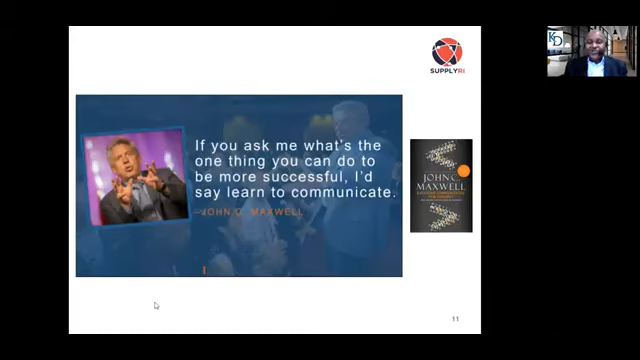 SUPPLYRI
KD
If you ask me what's the
one thing you can do to
be more successful, I'd
say learn to communicate.
–JOHN C. MAXWELL
JOHN C.
MAXWELL
11